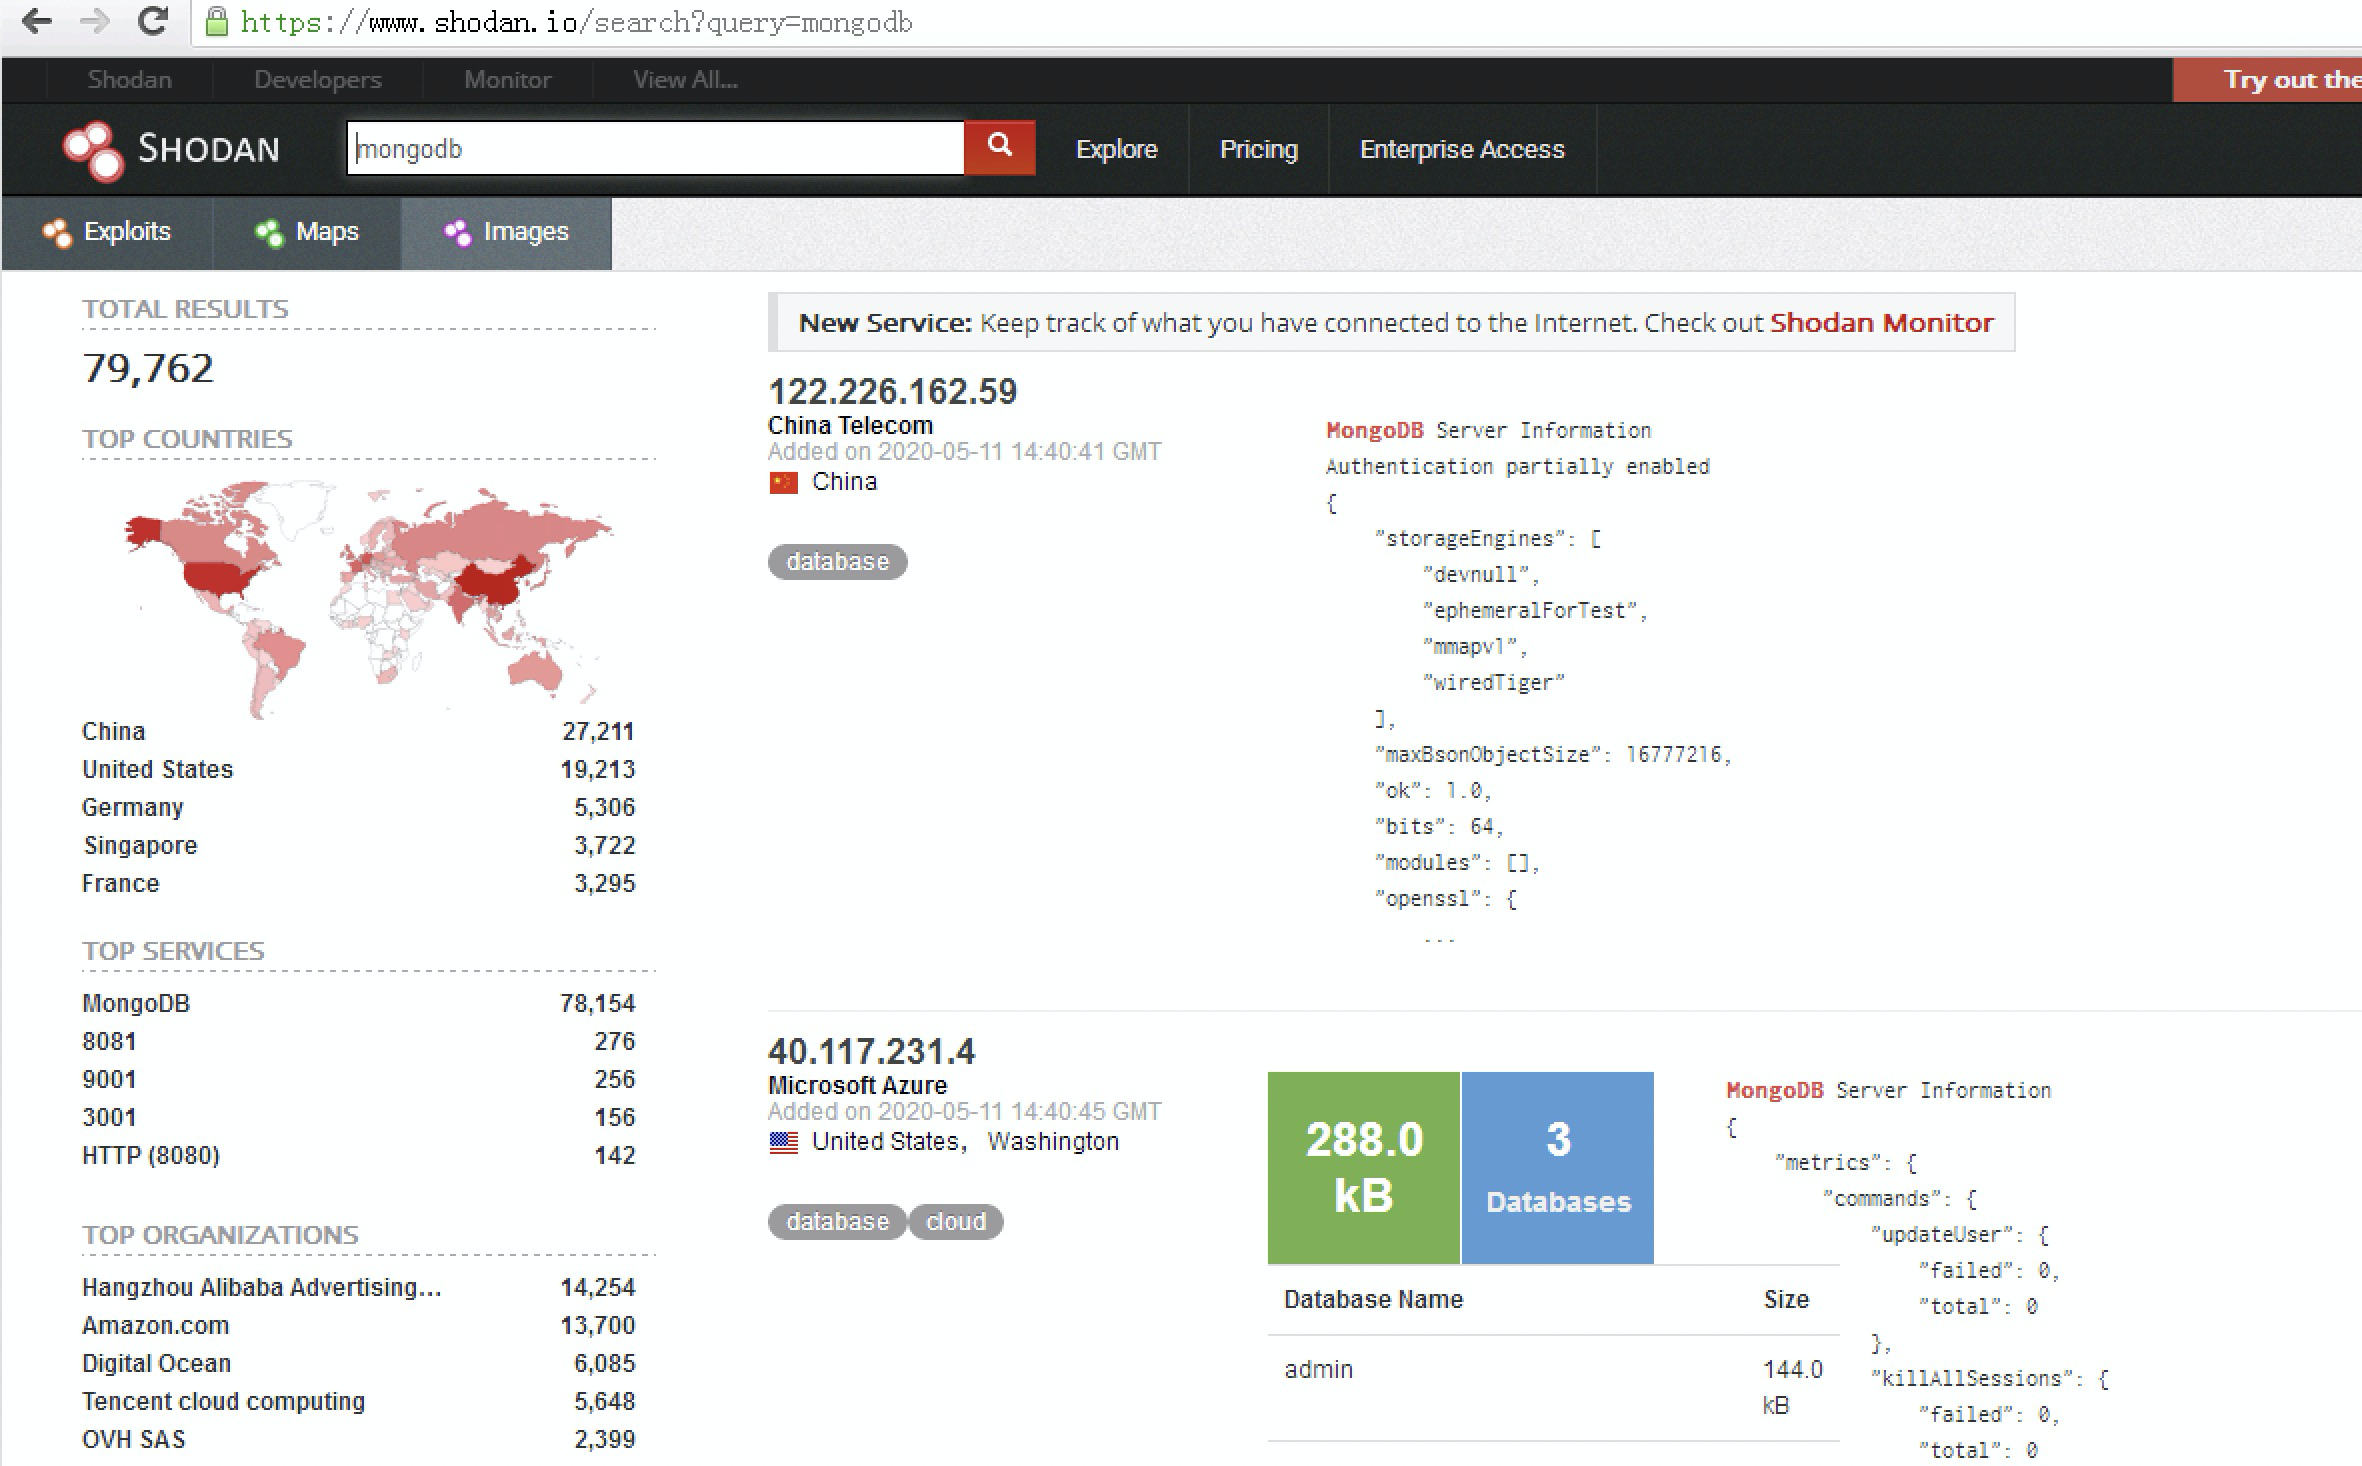 https://www.shodan.io/search?query=mongodb
Shodan Developers Monitor View All...
Try out the
SHODAN
mongodb
Explore Pricing Enterprise Access
Exploits Maps Images
TOTAL RESULTS
79,762
TOP COUNTRIES
China 27,211
United States 19,213
Germany 5,306
Singapore 3,722
France 3,295
TOP SERVICES
MongoDB 78,154
8081 276
9001 256
3001 156
HTTP (8080) 142
TOP ORGANIZATIONS
Hangzhou Alibaba Advertising... 14,254
Amazon.com 13,700
Digital Ocean 6,085
Tencent cloud computing 5,648
OVH SAS 2,399
New Service: Keep track of what you have connected to the Internet. Check out Shodan Monitor
122.226.162.59
China Telecom
Added on 2020-05-11 14:40:41 GMT
China
database
MongoDB Server Information
Authentication partially enabled
{
"storageEngines": [
"devnull",
"ephemeralForTest",
"mmapv1",
"wiredTiger"
],
"maxBsonObjectSize": 16777216,
"ok": 1.0,
"bits": 64,
"modules": [],
"openssl": {
...
40.117.231.4
Microsoft Azure
Added on 2020-05-11 14:40:45 GMT
United States, Washington
database cloud
288.0
kB
3
Databases
Database Name Size
admin 144.0
kB
MongoDB Server Information
{
"metrics": {
"commands": {
"updateUser": {
"failed": 0,
"total": 0
},
"killAllSessions": {
"failed": 0,
"total": 0